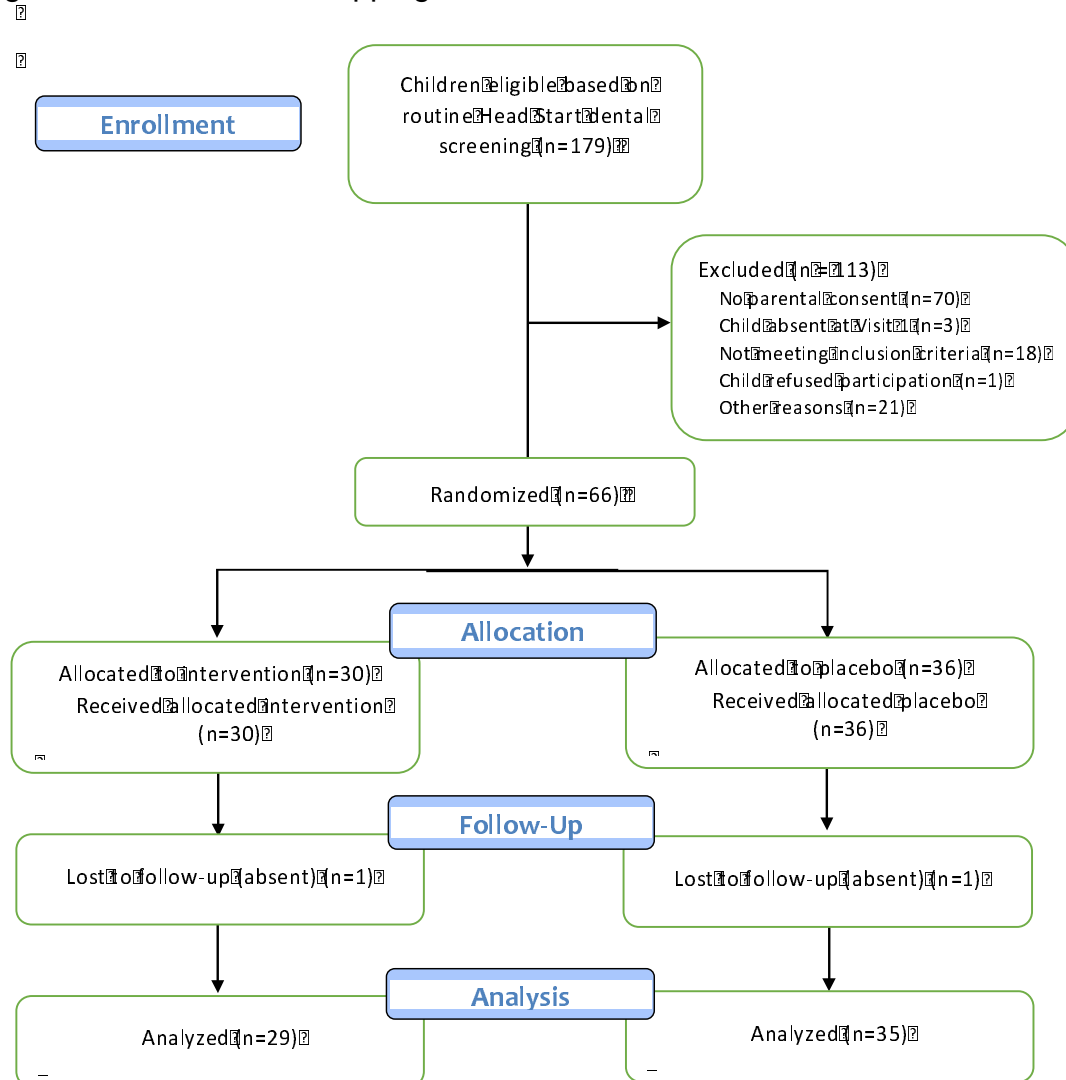 Enrollment
Children eligible based on
routine Head Start dental
screening (n=179)
Excluded (n = 113)
No parental consent (n=70)
Child absent at Visit 1 (n=3)
Not meeting inclusion criteria (n=18)
Child refused participation (n=1)
Other reasons (n=21)
Randomized (n=66)
Allocation
Allocated to intervention (n=30)
Received allocated intervention
(n=30)
Allocated to placebo (n=36)
Received allocated placebo
(n=36)
Follow-Up
Lost to follow-up (absent) (n=1)
Lost to follow-up (absent) (n=1)
Analysis
Analyzed (n=29)
Analyzed (n=35)